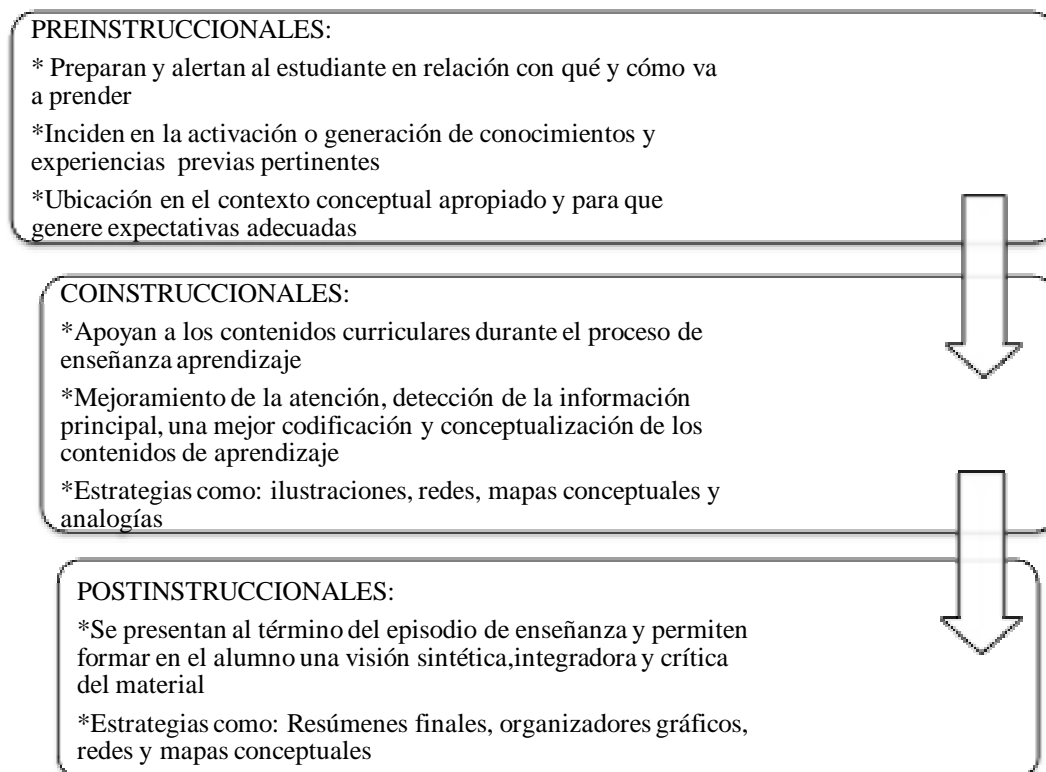 PREINSTRUCCIONALES:
* Preparan y alertan al estudiante en relación con qué y cómo va
a prender
*Inciden en la activación o generación de conocimientos y
experiencias previas pertinentes
*Ubicación en el contexto conceptual apropiado y para que
genere expectativas adecuadas
COINSTRUCCIONALES:
*Apoyan a los contenidos curriculares durante el proceso de
enseñanza aprendizaje
*Mejoramiento de la atención, detección de la información
principal, una mejor codificación y conceptualización de los
contenidos de aprendizaje
*Estrategias como: ilustraciones, redes, mapas conceptuales y
analogías
POSTINSTRUCCIONALES:
*Se presentan al término del episodio de enseñanza y permiten
formar en el alumno una visión sintética,integradora y crítica
del material
*Estrategias como: Resúmenes finales, organizadores gráficos,
redes y mapas conceptuales